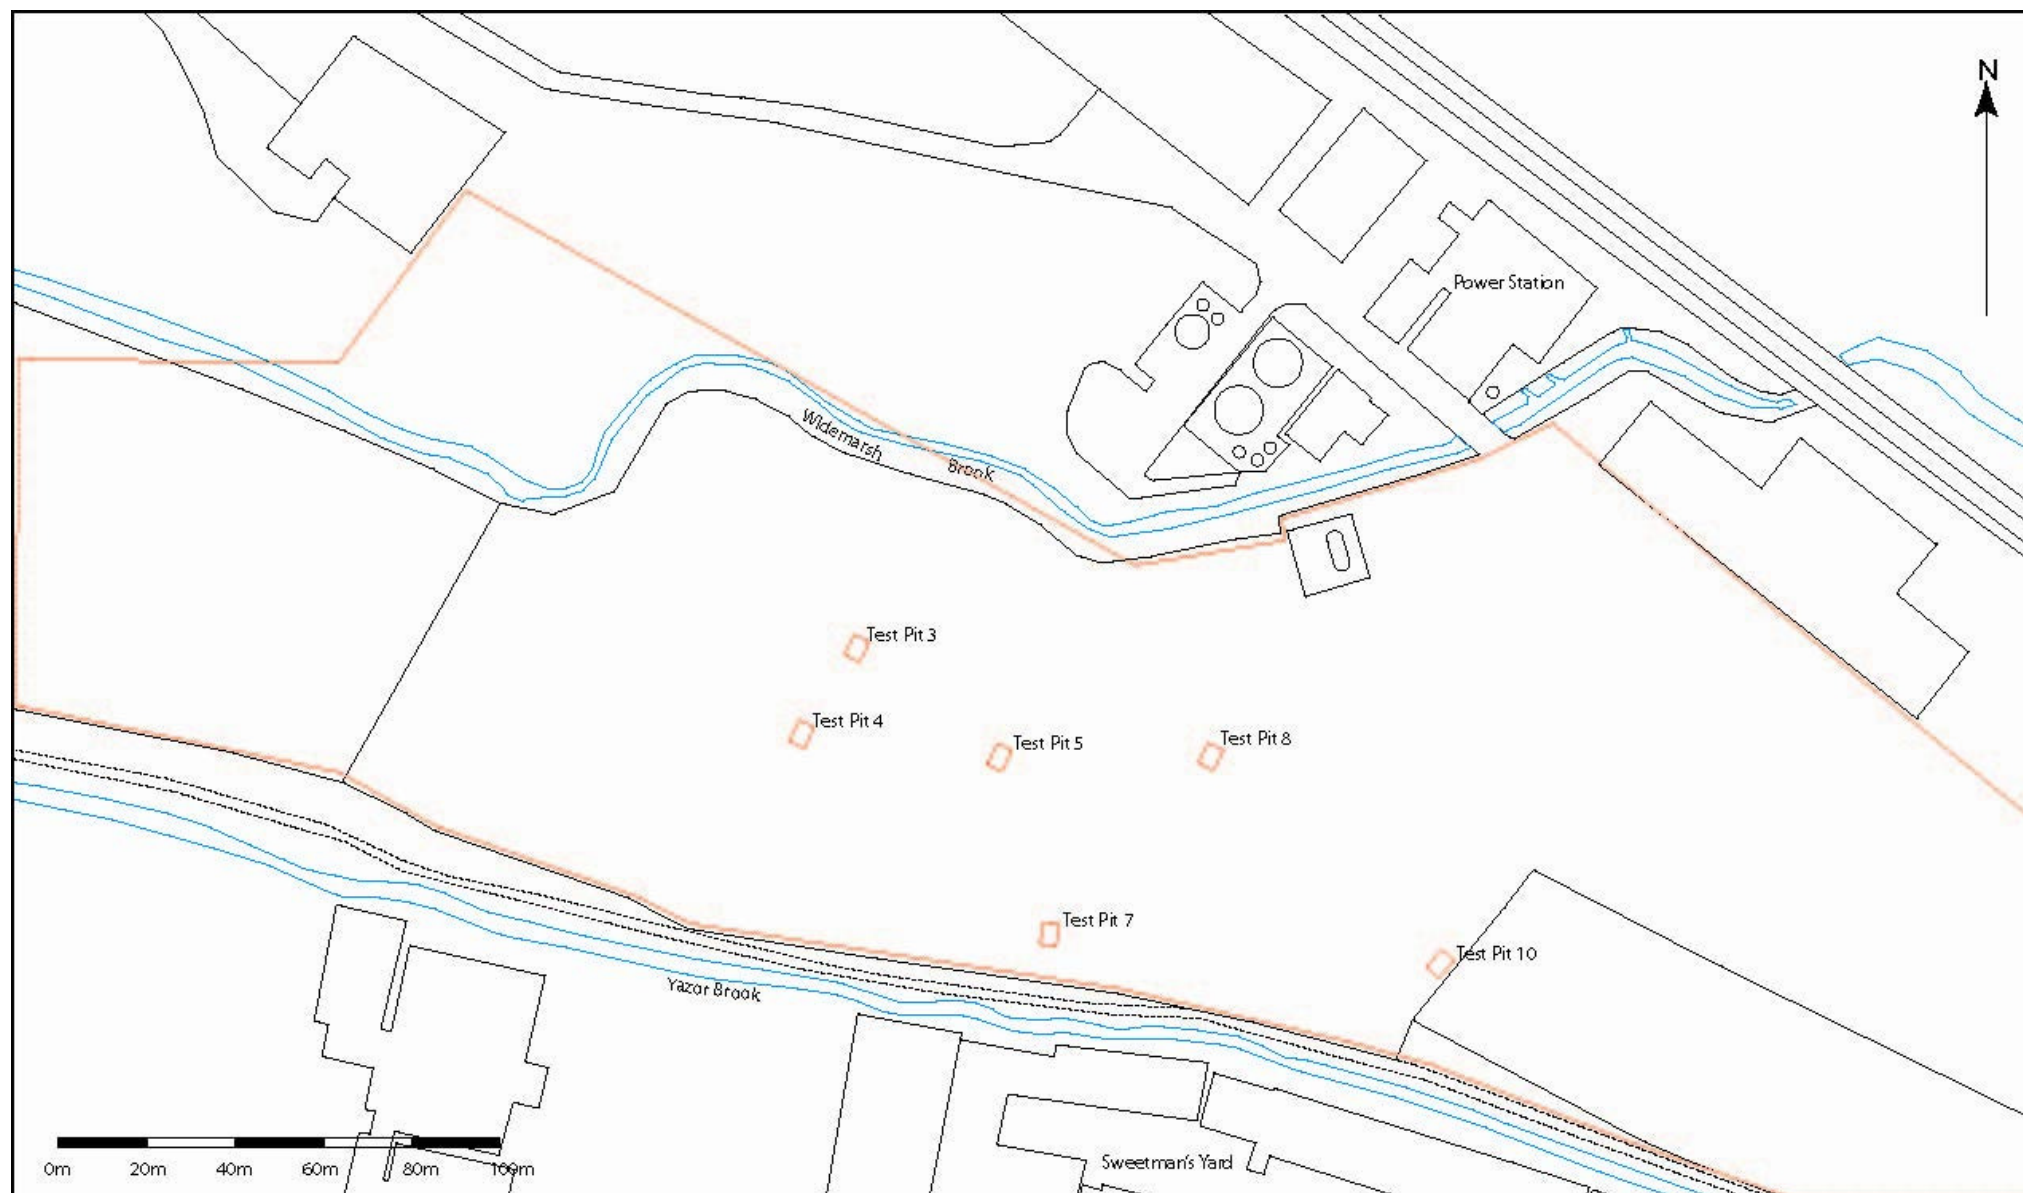 N
Power Station
Widemarsh
Brook
Test Pit 3
Test Pit 4
Test Pit 5
Test Pit 8
Test Pit 7
Test Pit 10
Yazor Brook
Sweetman's Yard
0m 20m 40m 60m 80m 100m